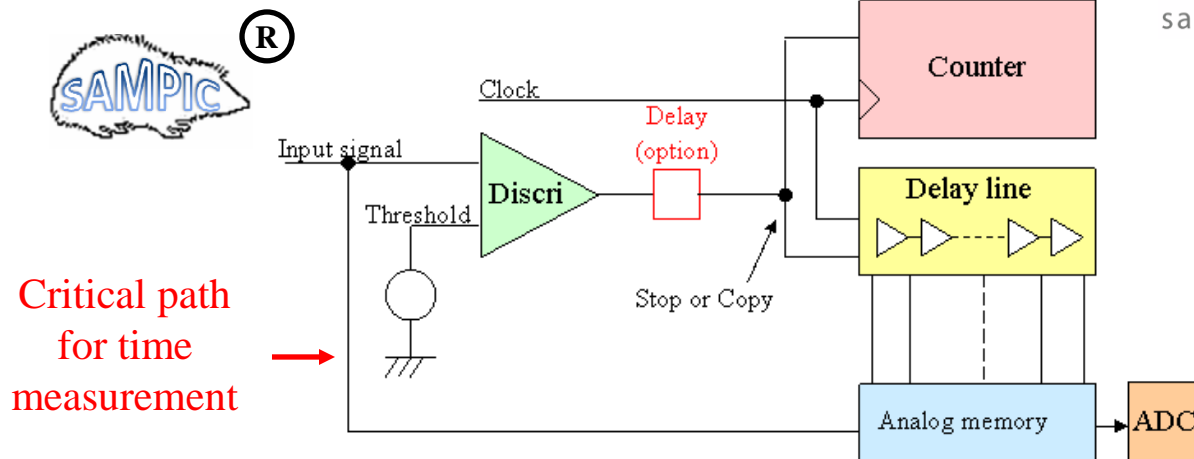 SAMPIC
R
sa
Counter
Clock
Delay
(option)
Input signal
Discri
Delay line
Threshold
Stop or Copy
Critical path
for time
measurement
Analog memory
ADC